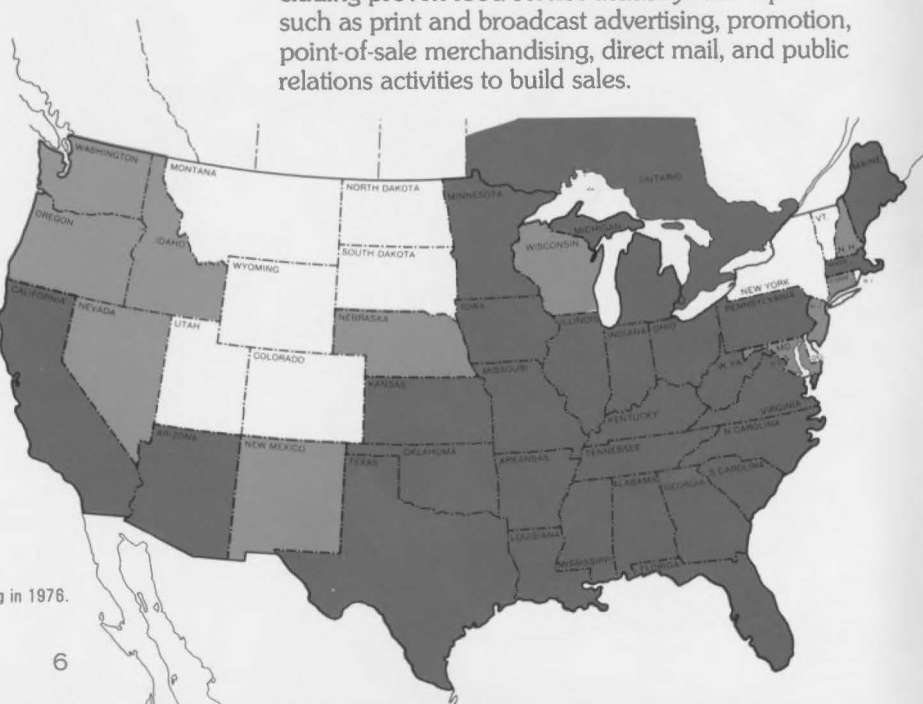 such as print and broadcast advertising, promotion,
point-of-sale merchandising, direct mail, and public
relations activities to build sales.
WASHINGTON
MONTANA
NORTH DAKOTA
MINNESOTA
ONTARIO
MAINE
OREGON
IDAHO
SOUTH DAKOTA
WISCONSIN
MICHIGAN
VT.
N.H.
WYOMING
NEW YORK
CALIFORNIA
NEVADA
UTAH
NEBRASKA
IOWA
ILLINOIS
INDIANA
OHIO
PENNSYLVANIA
COLORADO
KANSAS
MISSOURI
W. VA.
MD.
VIRGINIA
KENTUCKY
ARIZONA
NEW MEXICO
TEXAS
OKLAHOMA
ARKANSAS
TENNESSEE
N. CAROLINA
S. CAROLINA
ALABAMA
GEORGIA
LOUISIANA
MISSISSIPPI
FLORIDA
in 1976.
6